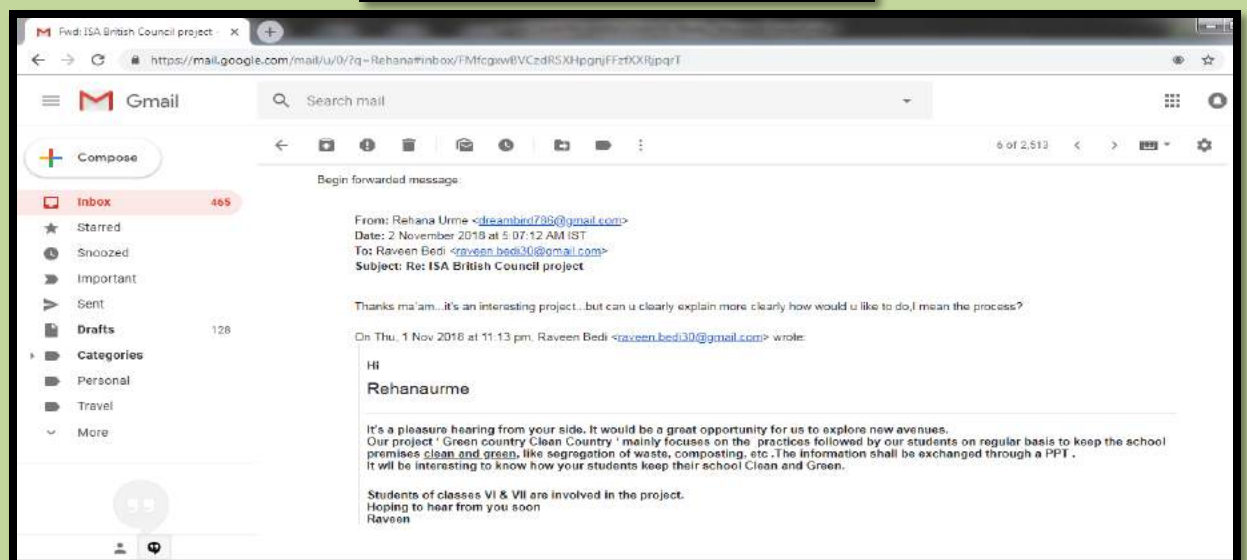 Fwd: ISA British Council project - ×
https://mail.google.com/mail/u/0/?q=Rehana#inbox/
Gmail
Search mail
Compose
6 of 2,513
Begin forwarded message:
Inbox 465
From: Rehana Urme <dreambird786@gmail.com>
Starred
Date: 2 November 2018 at 5:07:12 AM IST
Snoozed
To: Raveen Bedi <raveen.bedi30@gmail.com>
Subject: Re: ISA British Council project
Important
Sent
Thanks ma'am...it's an interesting project...but can u clearly explain more clearly how would u like to do,I mean the process?
Drafts 128
On Thu, 1 Nov 2018 at 11:13 pm, Raveen Bedi <raveen.bedi30@gmail.com> wrote:
Categories
Hi
Personal
Rehanaurme
Travel
More
It's a pleasure hearing from your side. It would be a great opportunity for us to explore new avenues.
Our project ' Green country Clean Country ' mainly focuses on the practices followed by our students on regular basis to keep the school
premises clean and green, like segregation of waste, composting, etc .The information shall be exchanged through a PPT .
It wll be interesting to know how your students keep their school Clean and Green.
Students of classes VI & VII are involved in the project.
Hoping to hear from you soon
Raveen